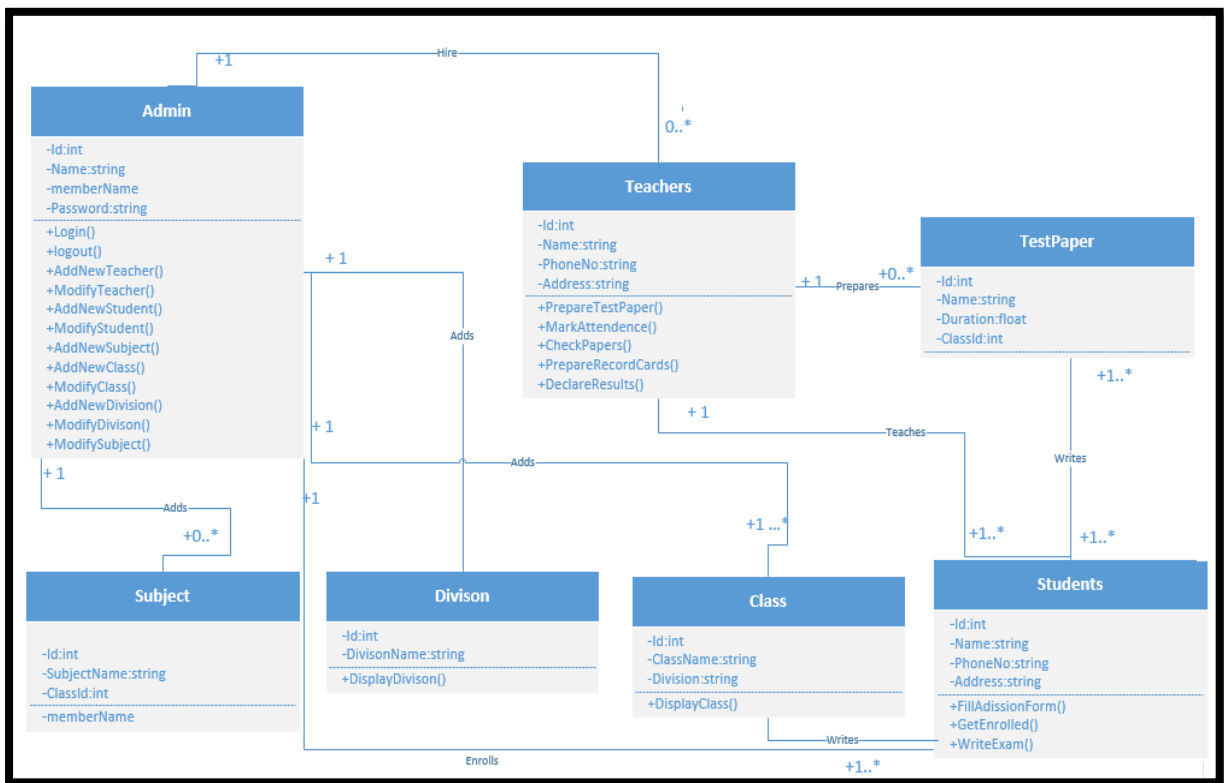 Hire
+1
Admin
-Id:int
-Name:string
-memberName
-Password:string
+Login()
+logout()
+AddNewTeacher()
+ModifyTeacher()
+AddNewStudent()
+ModifyStudent()
+AddNewSubject()
+AddNewClass()
+ModifyClass()
+AddNewDivision()
+ModifyDivison()
+ModifySubject()
0..*
Teachers
-Id:int
-Name:string
-PhoneNo:string
-Address:string
+PrepareTestPaper()
+MarkAttendence()
+CheckPapers()
+PrepareRecordCards()
+DeclareResults()
+ 1
Prepares
+0..*
TestPaper
-Id:int
-Name:string
-Duration:float
-ClassId:int
+ 1
Adds
+1..*
+ 1
Teaches
+ 1
Adds
Writes
+ 1
Adds
+0..*
+1
+1 ...*
+1..*
+1..*
Subject
-Id:int
-SubjectName:string
-ClassId:int
-memberName
Divison
-Id:int
-DivisonName:string
+DisplayDivison()
Class
-Id:int
-ClassName:string
-Division:string
+DisplayClass()
Students
-Id:int
-Name:string
-PhoneNo:string
-Address:string
+FillAdissionForm()
+GetEnrolled()
+WriteExam()
Writes
Enrolls
+1..*